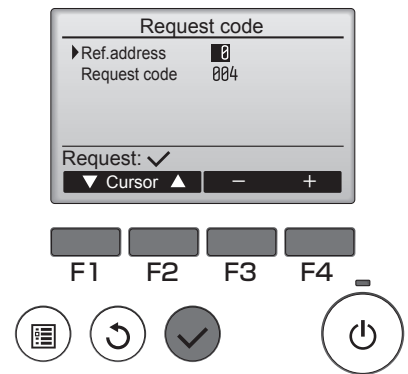 Request code
Ref.address 0
Request code 004
Request: ✓
▼ Cursor ▲ − +
F1 F2 F3 F4